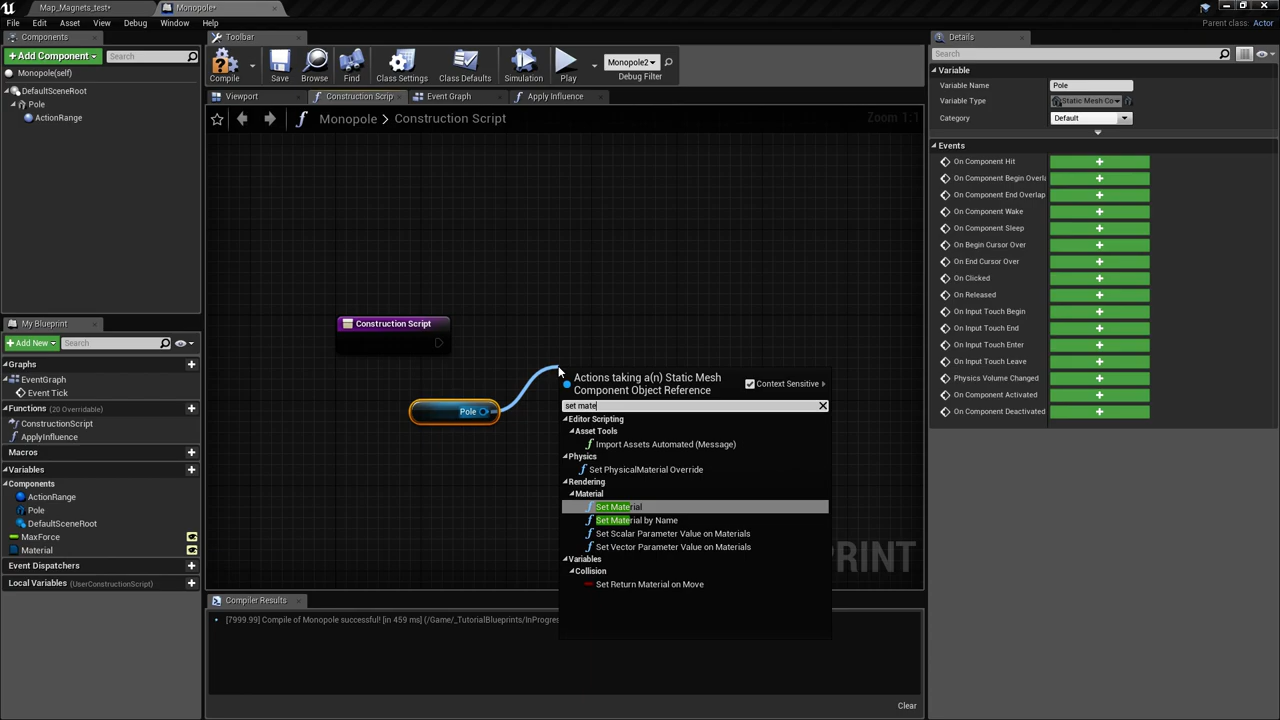 Map_Magnets_test*
Monopole*
File Edit Asset View Debug Window Help
Parent class: Actor
Components
Add Component
Search
Monopole(self)
DefaultSceneRoot
Pole
ActionRange
Toolbar
Compile
Save
Browse
Find
Class Settings
Class Defaults
Simulation
Play
Monopole2
Debug Filter
Viewport
Construction Scrip
Event Graph
Apply Influence
Monopole > Construction Script
Zoom 1:1
Construction Script
Pole
Actions taking a(n) Static Mesh
Component Object Reference
Context Sensitive
set mate
Editor Scripting
Asset Tools
Import Assets Automated (Message)
Physics
Set PhysicalMaterial Override
Rendering
Material
Set Material
Set Material by Name
Set Scalar Parameter Value on Materials
Set Vector Parameter Value on Materials
Variables
Collision
Set Return Material on Move
My Blueprint
Add New
Search
Graphs
EventGraph
Event Tick
Functions (20 Overridable)
ConstructionScript
ApplyInfluence
Macros
Variables
Components
ActionRange
Pole
DefaultSceneRoot
MaxForce
Material
Event Dispatchers
Local Variables (UserConstructionScript)
Compiler Results
[7999.99] Compile of Monopole successful! [in 459 ms] (/Game/_TutorialBlueprints/InProgres
Clear
Details
Search
Variable
Variable Name Pole
Variable Type Static Mesh Co
Category Default
Events
On Component Hit
On Component Begin Overla
On Component End Overlap
On Component Wake
On Component Sleep
On Begin Cursor Over
On End Cursor Over
On Clicked
On Released
On Input Touch Begin
On Input Touch End
On Input Touch Enter
On Input Touch Leave
Physics Volume Changed
On Component Activated
On Component Deactivated